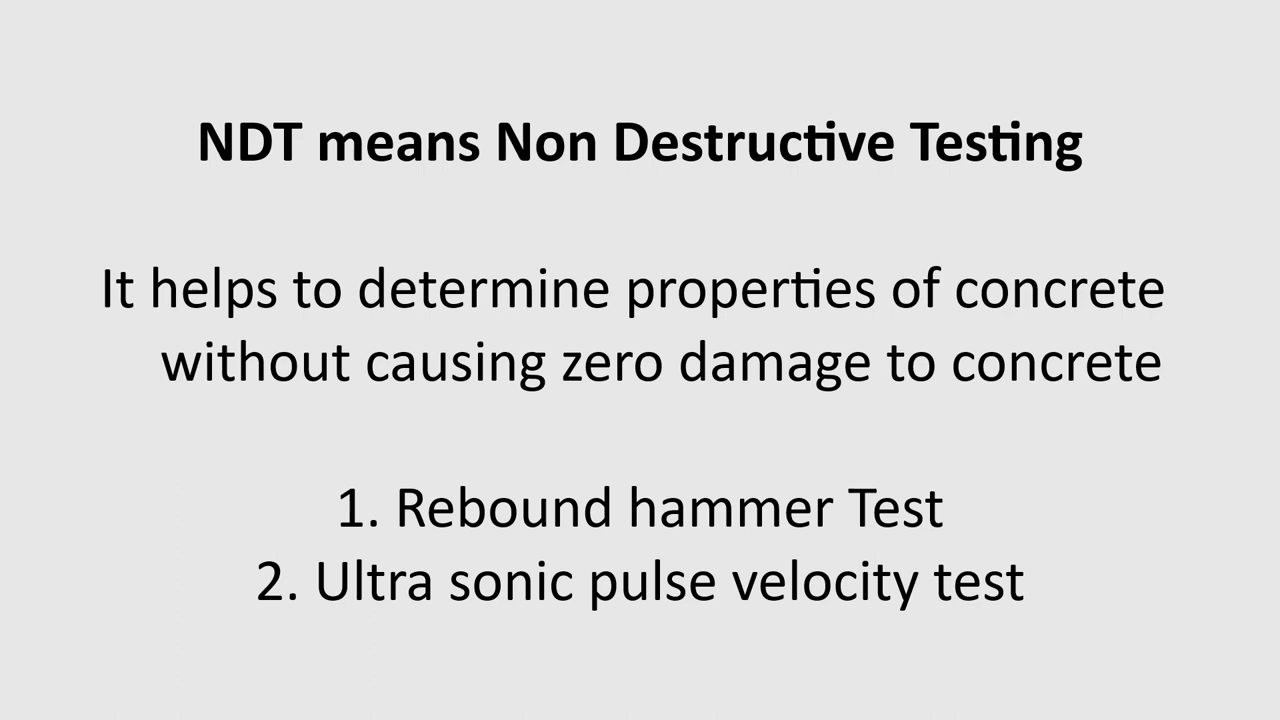 NDT means Non Destructive Testing
It helps to determine properties of concrete
without causing zero damage to concrete
1. Rebound hammer Test
2. Ultra sonic pulse velocity test